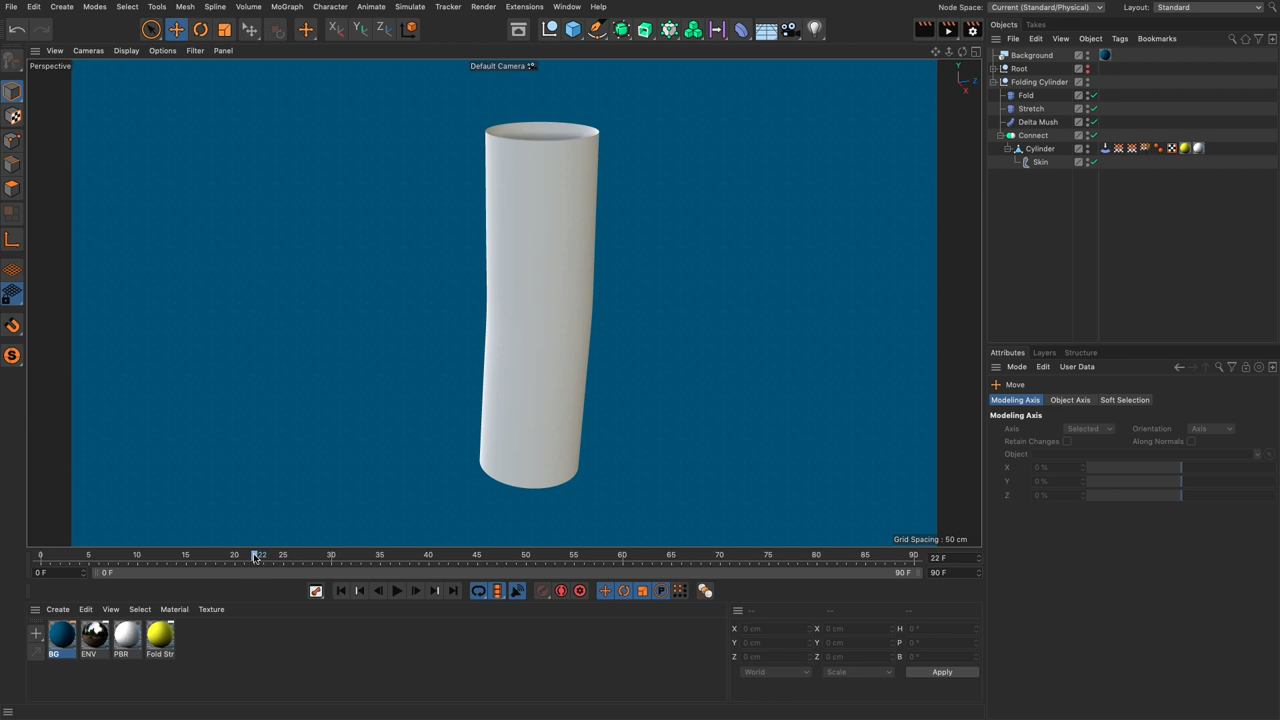 File Edit Create Modes Select Tools Mesh Spline Volume MoGraph Character Animate Simulate Tracker Render Extensions Window Help Node Space: Current (Standard/Physical) Layout: Standard
Objects Takes
File Edit View Object Tags Bookmarks
View Cameras Display Options Filter Panel
Perspective Default Camera
Y
Z
X
Background
Root
Folding Cylinder
Fold
Stretch
Delta Mush
Connect
Cylinder
Skin
Attributes Layers Structure
Mode Edit User Data
Move
Modeling Axis Object Axis Soft Selection
Modeling Axis
Axis Selected Orientation Axis
Retain Changes Along Normals
Object
X 0 %
Y 0 %
Z 0 %
Grid Spacing : 50 cm
0 5 10 15 20 22 25 30 35 40 45 50 55 60 65 70 75 80 85 90 22 F
0 F 0 F 90 F 90 F
Create Edit View Select Material Texture
BG ENV PBR Fold Str
-- -- --
X 0 cm X 0 cm H 0 °
Y 0 cm Y 0 cm P 0 °
Z 0 cm Z 0 cm B 0 °
World Scale Apply